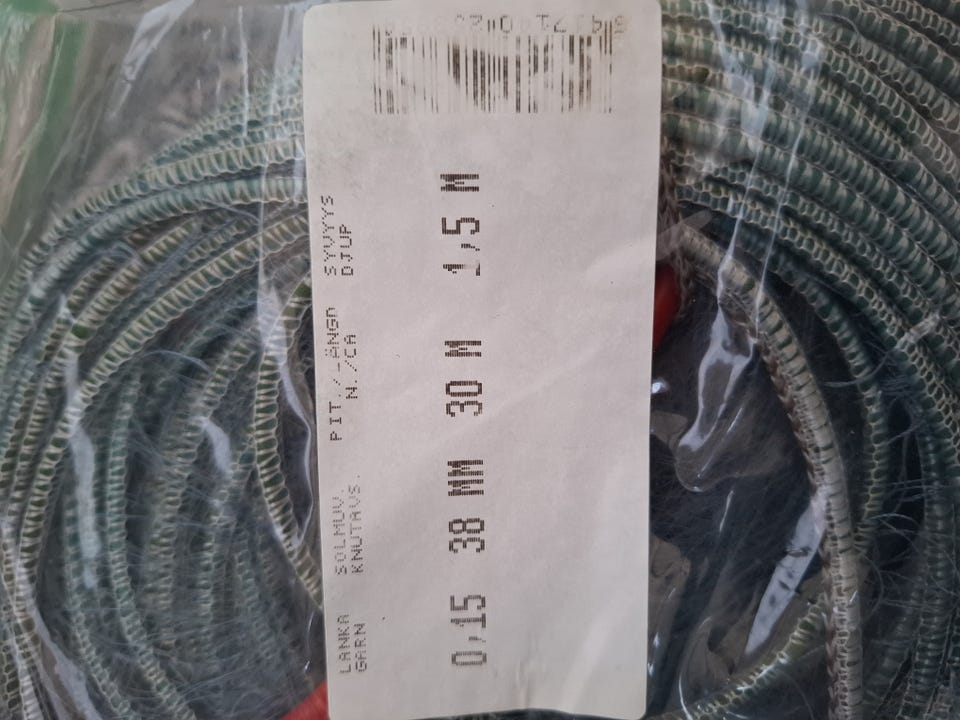 LANKA SOLMUV. PIT./-ÄNGD SYVYYS
GARN KNUTAVS. N./CA DJUP
0,15 38 MM 30 M 1,5 M